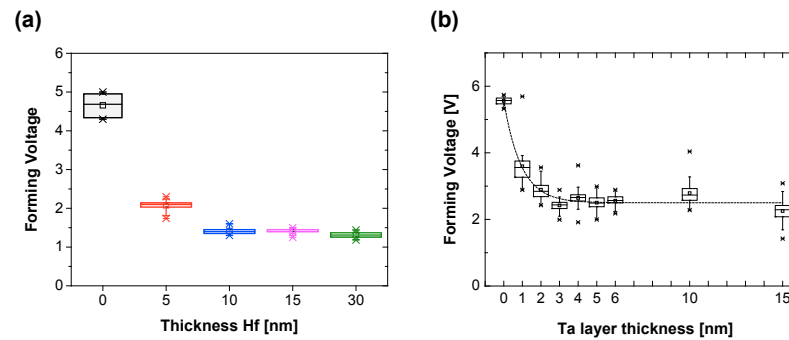 (a)
6
5
4
3
2
1
0
Forming Voltage
0 5 10 15 30
Thickness Hf [nm]
(b)
6
4
2
0
Forming Voltage [V]
0 1 2 3 4 5 6 10 15
Ta layer thickness [nm]